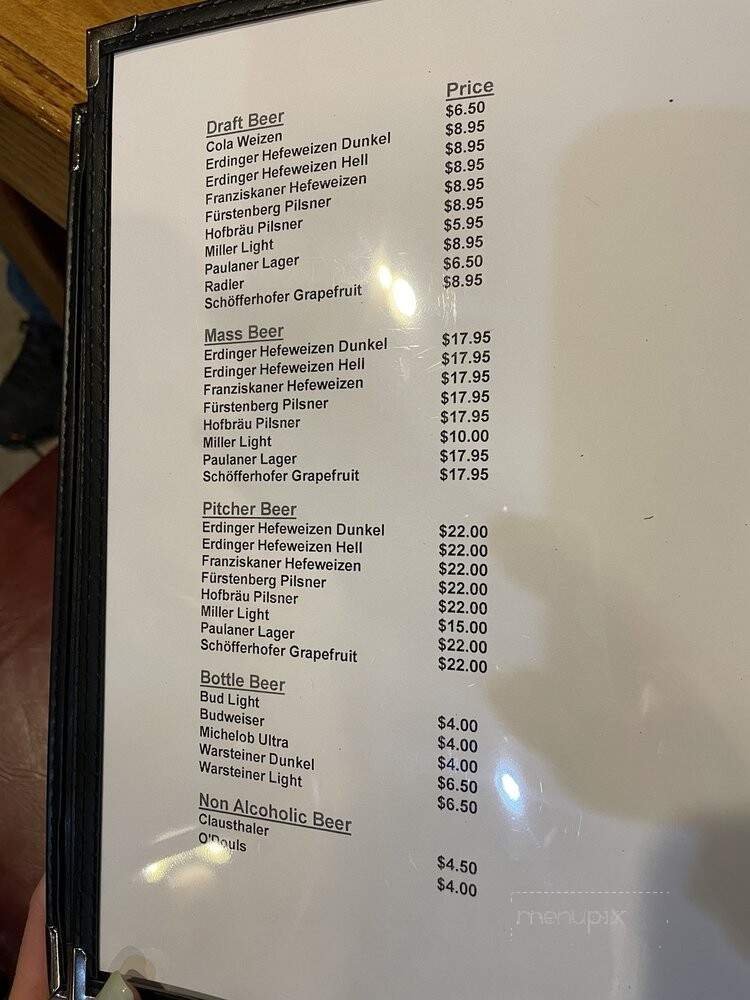 Draft Beer Price
Cola Weizen $6.50
Erdinger Hefeweizen Dunkel $8.95
Erdinger Hefeweizen Hell $8.95
Franziskaner Hefeweizen $8.95
Fürstenberg Pilsner $8.95
Hofbräu Pilsner $8.95
Miller Light $5.95
Paulaner Lager $8.95
Radler $6.50
Schöfferhofer Grapefruit $8.95
Mass Beer
Erdinger Hefeweizen Dunkel $17.95
Erdinger Hefeweizen Hell $17.95
Franziskaner Hefeweizen $17.95
Fürstenberg Pilsner $17.95
Hofbräu Pilsner $17.95
Miller Light $10.00
Paulaner Lager $17.95
Schöfferhofer Grapefruit $17.95
Pitcher Beer
Erdinger Hefeweizen Dunkel $22.00
Erdinger Hefeweizen Hell $22.00
Franziskaner Hefeweizen $22.00
Fürstenberg Pilsner $22.00
Hofbräu Pilsner $22.00
Miller Light $15.00
Paulaner Lager $22.00
Schöfferhofer Grapefruit $22.00
Bottle Beer
Bud Light $4.00
Budweiser $4.00
Michelob Ultra $4.00
Warsteiner Dunkel $6.50
Warsteiner Light $6.50
Non Alcoholic Beer
Clausthaler $4.50
O'Douls $4.00
menupix